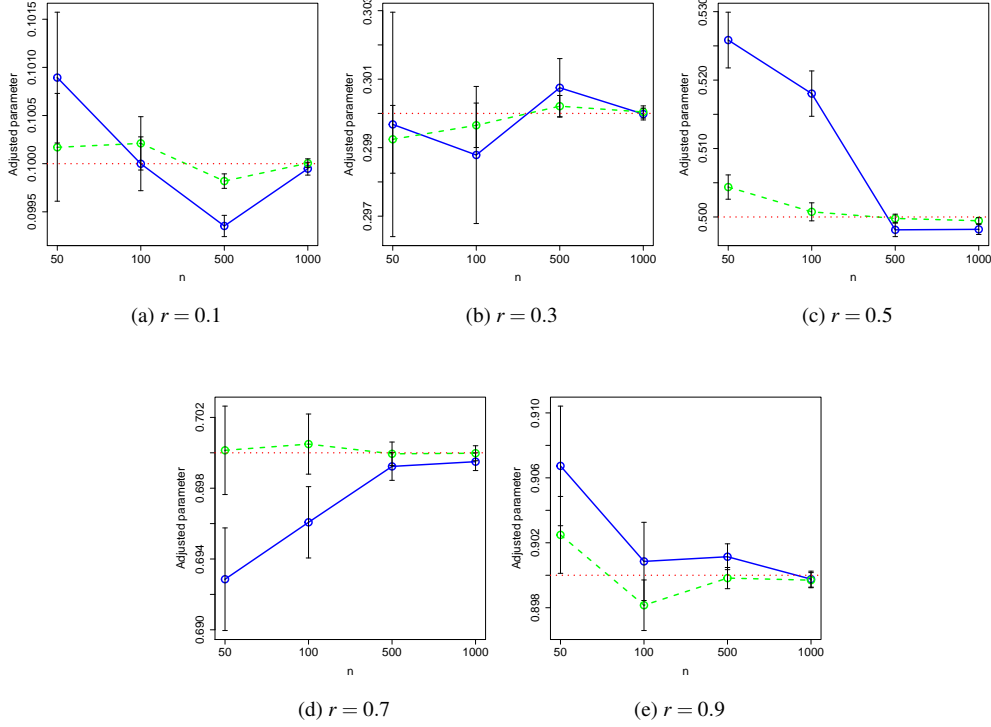 Adjusted parameter
0.0995 0.1000 0.1005 0.1010 0.1015
50 100 500 1000
n
(a) r = 0.1
Adjusted parameter
0.297 0.299 0.301 0.303
50 100 500 1000
n
(b) r = 0.3
Adjusted parameter
0.500 0.510 0.520 0.530
50 100 500 1000
n
(c) r = 0.5
Adjusted parameter
0.690 0.694 0.698 0.702
50 100 500 1000
n
(d) r = 0.7
Adjusted parameter
0.898 0.902 0.906 0.910
50 100 500 1000
n
(e) r = 0.9